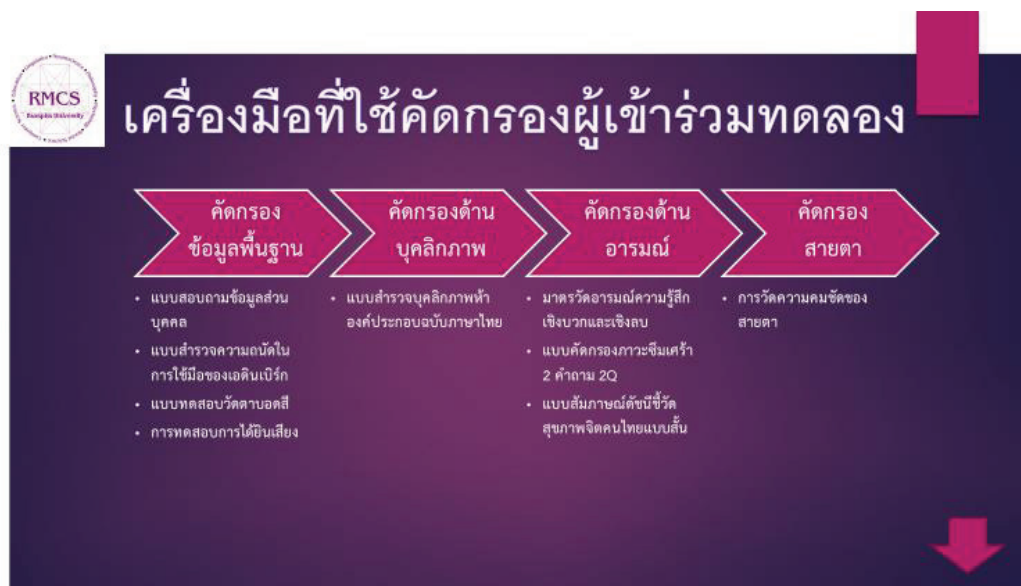 RMCS
Burapha University
เครื่องมือที่ใช้คัดกรองผู้เข้าร่วมทดลอง
คัดกรอง
ข้อมูลพื้นฐาน
• แบบสอบถามข้อมูลส่วน
บุคคล
• แบบสำรวจความถนัดใน
การใช้มือของเอดินเบิร์ก
• แบบทดสอบวัดตาบอดสี
• การทดสอบการได้ยินเสียง
คัดกรองด้าน
บุคลิกภาพ
• แบบสำรวจบุคลิกภาพห้า
องค์ประกอบฉบับภาษาไทย
คัดกรองด้าน
อารมณ์
• มาตรวัดอารมณ์ความรู้สึก
เชิงบวกและเชิงลบ
• แบบคัดกรองภาวะซึมเศร้า
2 คำถาม 2Q
• แบบสัมภาษณ์ดัชนีชี้วัด
สุขภาพจิตคนไทยแบบสั้น
คัดกรอง
สายตา
• การวัดความคมชัดของ
สายตา